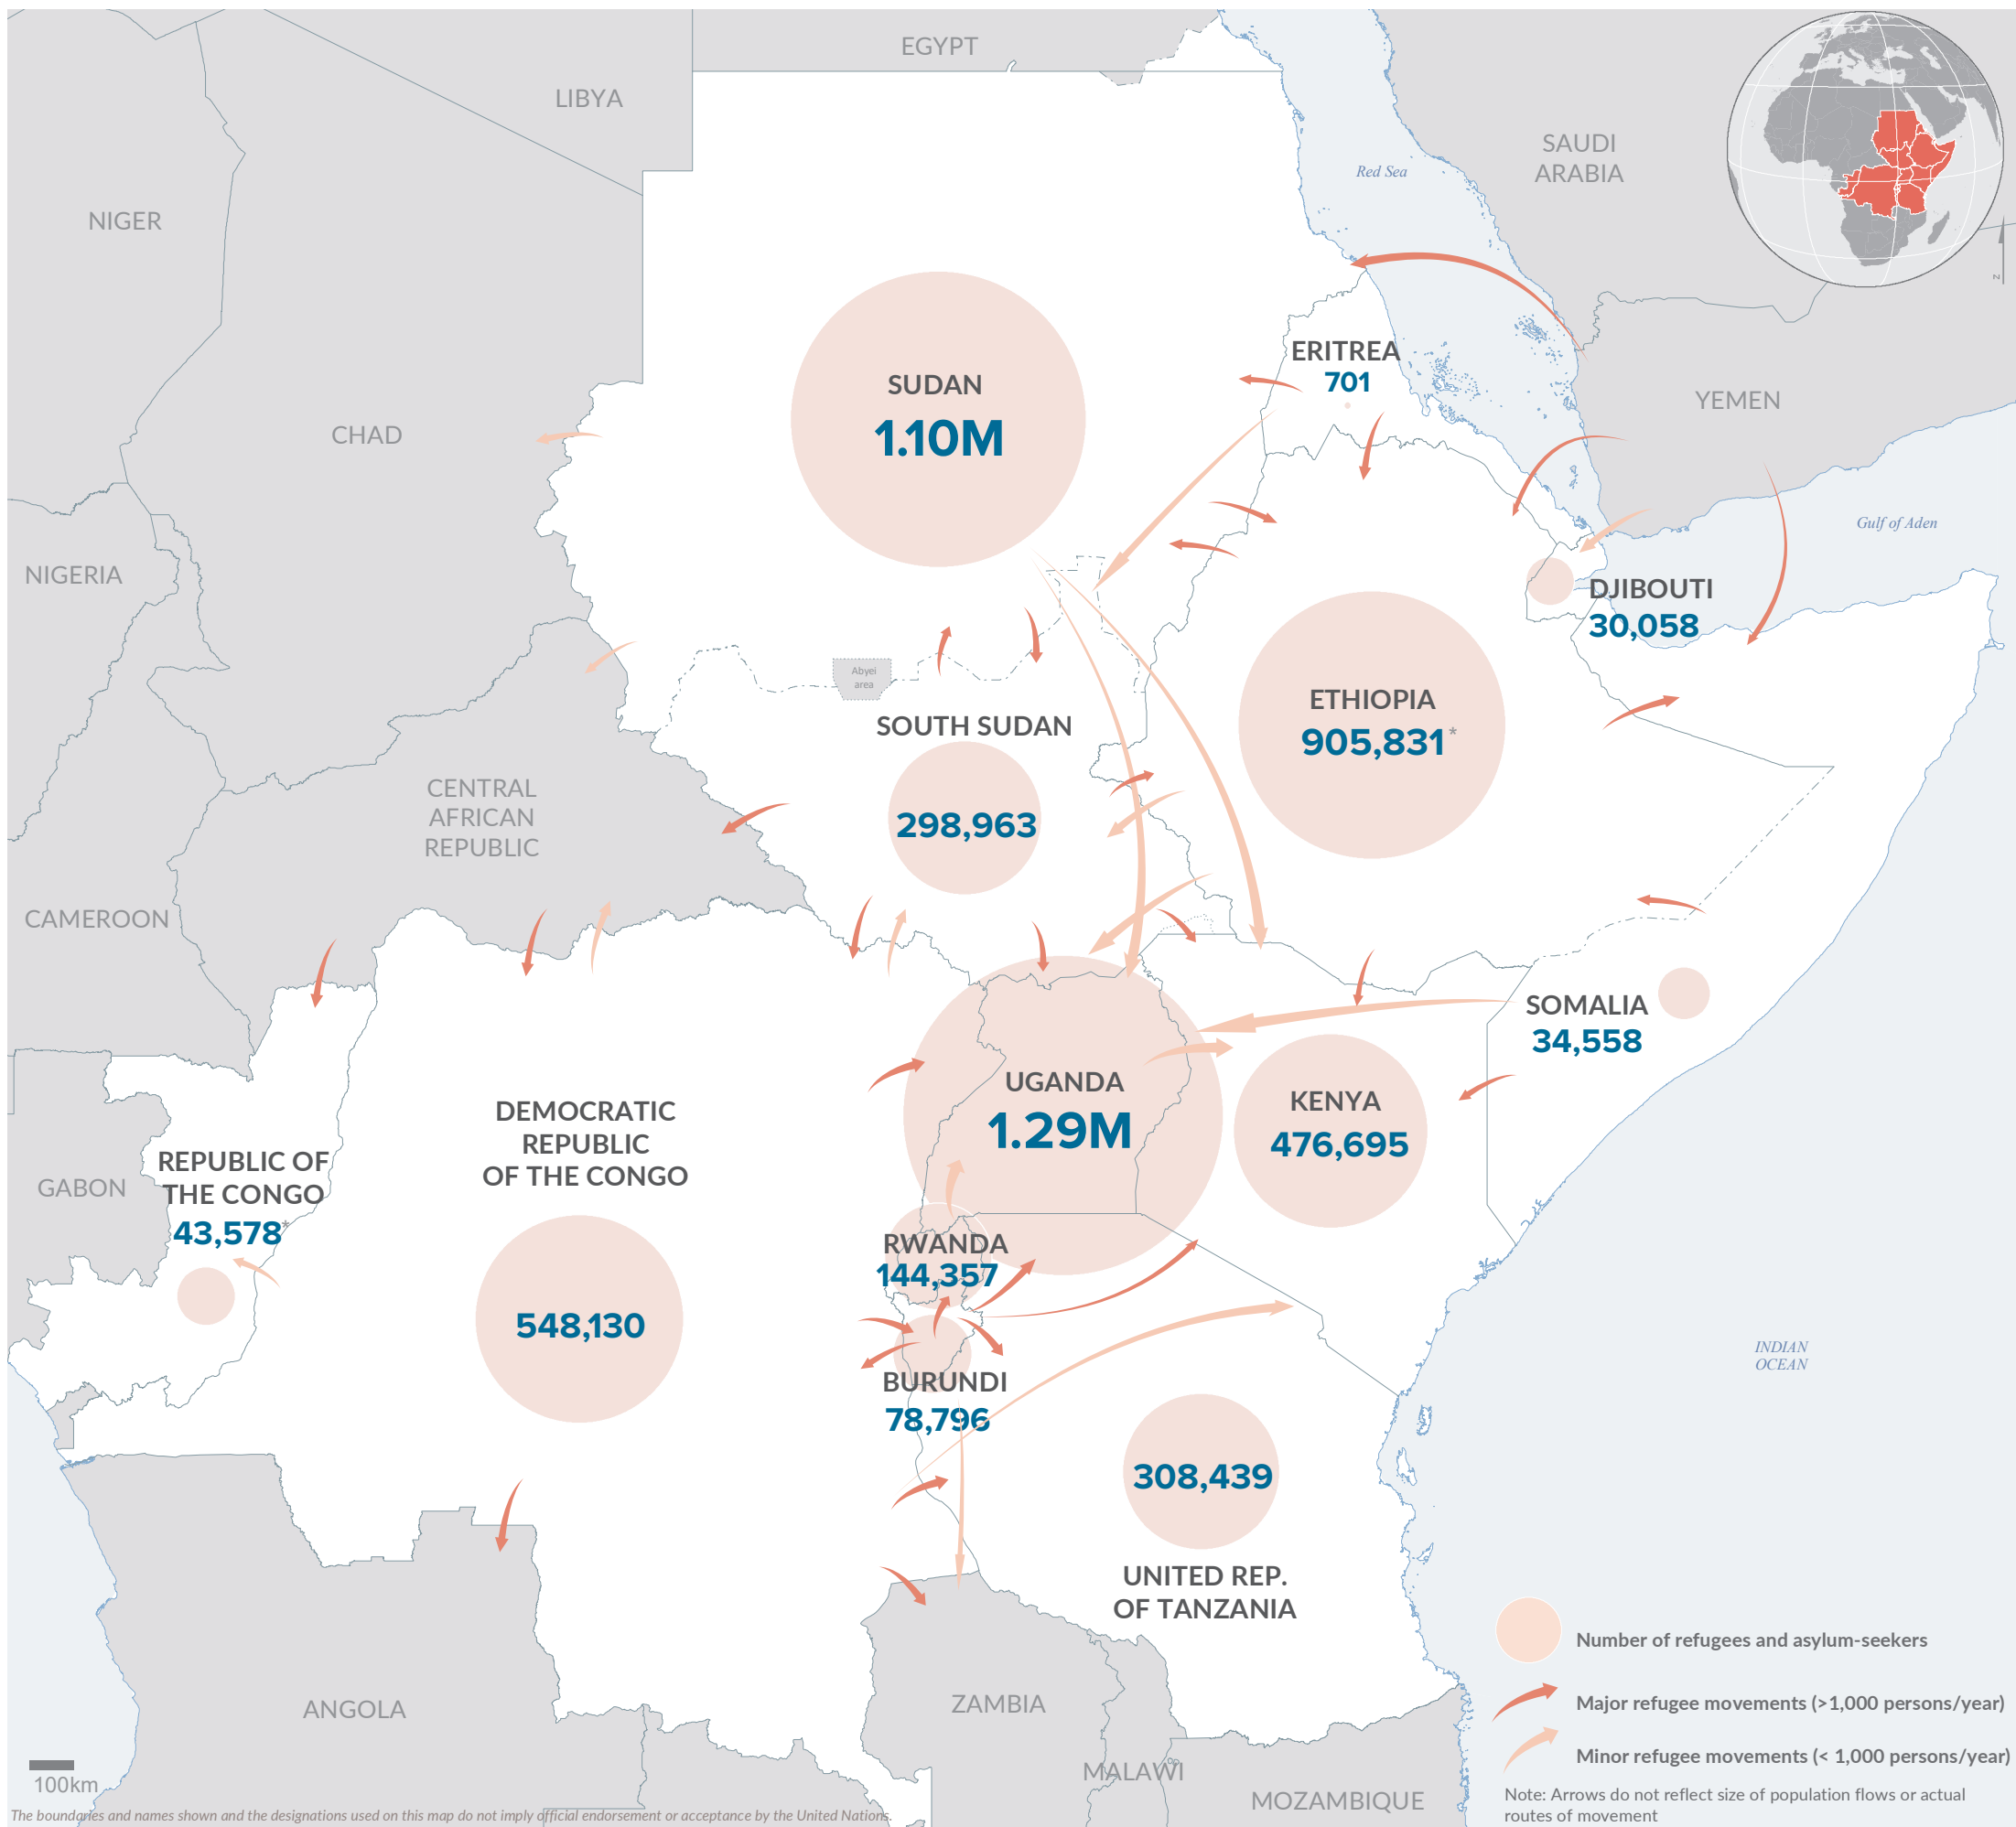 EGYPT
LIBYA
SAUDI
ARABIA
Red Sea
NIGER
N
ERITREA
701
SUDAN
1.10M
YEMEN
CHAD
Gulf of Aden
NIGERIA
DJIBOUTI
30,058
Abyei
area
ETHIOPIA
905,831*
SOUTH SUDAN
298,963
CENTRAL
AFRICAN
REPUBLIC
CAMEROON
SOMALIA
34,558
UGANDA
1.29M
KENYA
476,695
DEMOCRATIC
REPUBLIC
OF THE CONGO
548,130
REPUBLIC OF
THE CONGO
43,578*
GABON
RWANDA
144,357
BURUNDI
78,796
INDIAN
OCEAN
308,439
UNITED REP.
OF TANZANIA
ANGOLA
ZAMBIA
MALAWI
MOZAMBIQUE
Number of refugees and asylum-seekers
Major refugee movements (>1,000 persons/year)
Minor refugee movements (< 1,000 persons/year)
Note: Arrows do not reflect size of population flows or actual
routes of movement
100km
The boundaries and names shown and the designations used on this map do not imply official endorsement or acceptance by the United Nations.